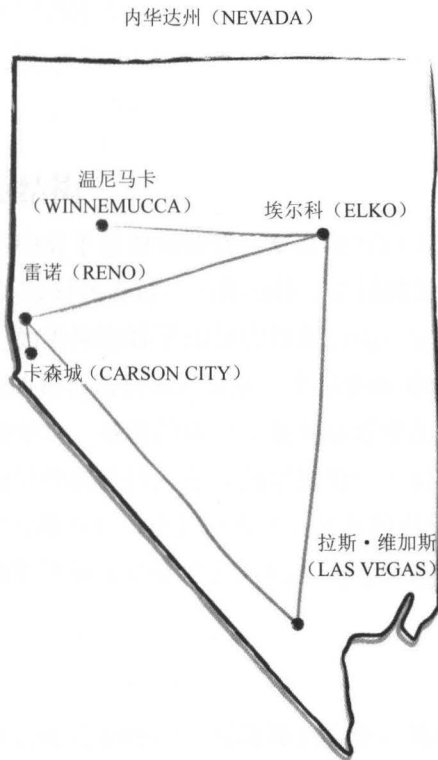 内华达州（NEVADA）
温尼马卡
（WINNEMUCCA）
埃尔科（ELKO）
雷诺（RENO）
卡森城（CARSON CITY）
拉斯·维加斯
（LAS VEGAS）